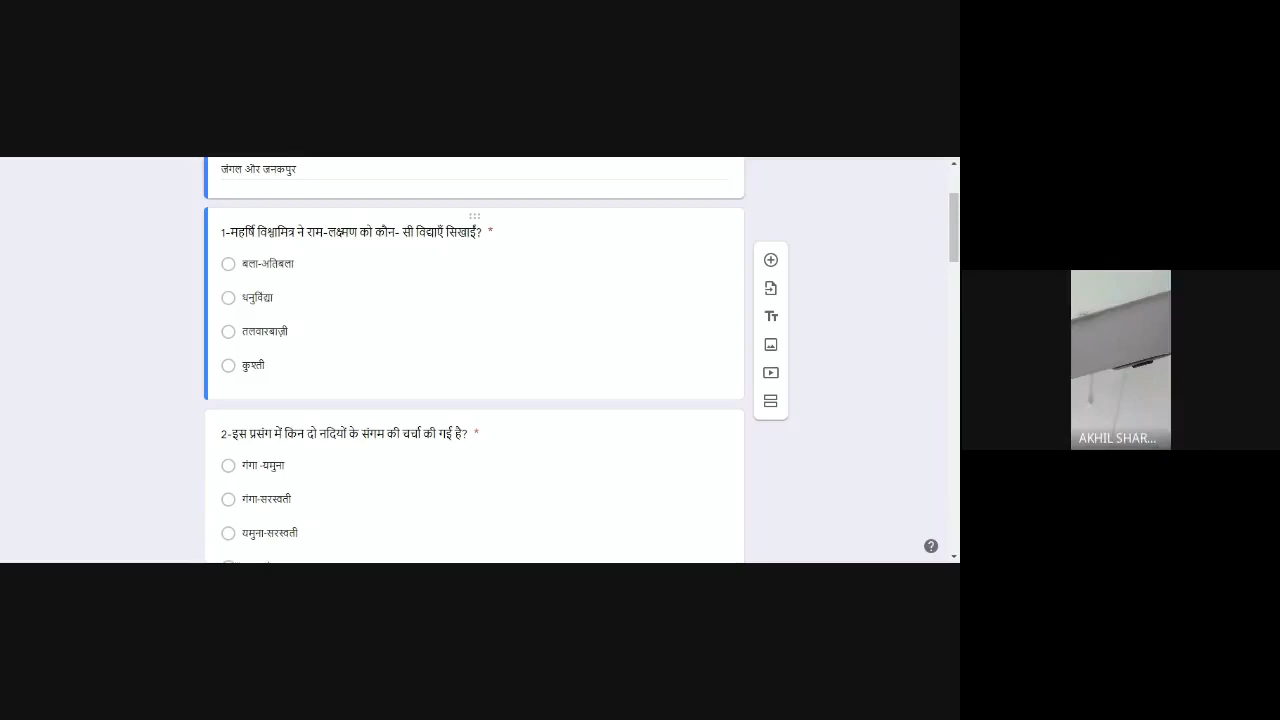 जंगल और जनकपुर
1-महर्षि विश्वामित्र ने राम-लक्ष्मण को कौन- सी विद्याएँ सिखाईं? *
बला-अतिबला
धनुर्विद्या
तलवारबाज़ी
कुश्ती
2-इस प्रसंग में किन दो नदियों के संगम की चर्चा की गई है? *
गंगा -यमुना
गंगा-सरस्वती
यमुना-सरस्वती
AKHIL SHAR...